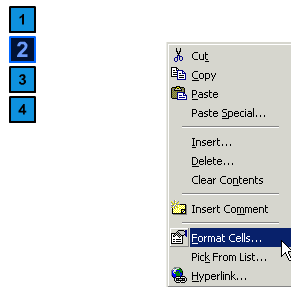 1
2
3
4
Cut
Copy
Paste
Paste Special...
Insert...
Delete...
Clear Contents
Insert Comment
Format Cells...
Pick From List...
Hyperlink...